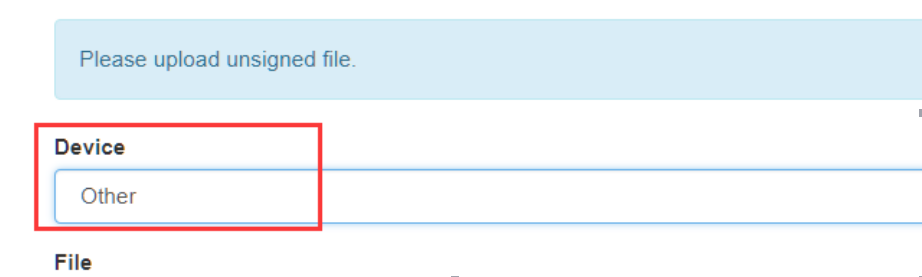 Please upload unsigned file.
Device
Other
File